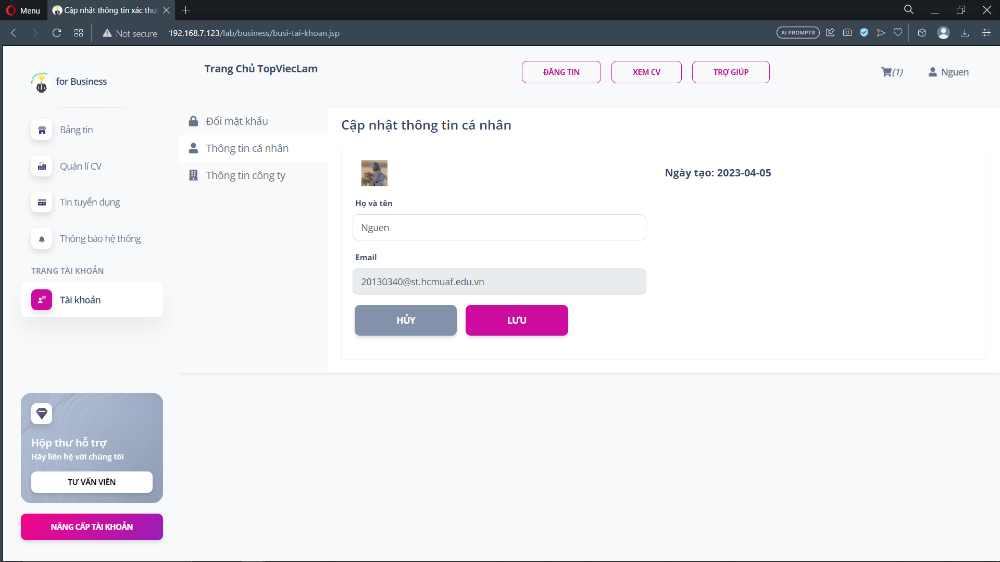 Menu
Cập nhật thông tin xác thự
Not secure
192.168.7.123/lab/business/busi-tai-khoan.jsp
AI PROMPTS
TOPViecLam
for Business
Trang Chủ TopViecLam
ĐĂNG TIN
XEM CV
TRỢ GIÚP
(1)
Nguen
Bảng tin
Quản lí CV
Tin tuyển dụng
Thông báo hệ thống
TRANG TÀI KHOẢN
Tài khoản
Hộp thư hỗ trợ
Hãy liên hệ với chúng tôi
TƯ VẤN VIÊN
NÂNG CẤP TÀI KHOẢN
Đổi mật khẩu
Thông tin cá nhân
Thông tin công ty
Cập nhật thông tin cá nhân
Ngày tạo: 2023-04-05
Họ và tên
Nguen
Email
20130340@st.hcmuaf.edu.vn
HỦY
LƯU